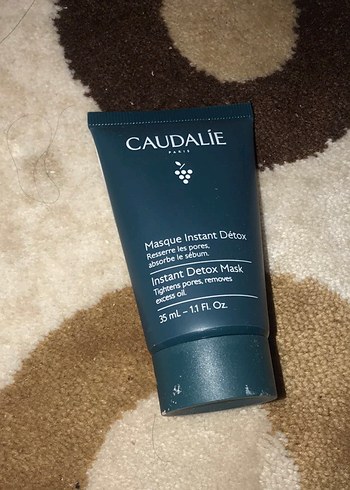 CAUDALÍE
PARIS
Masque Instant Détox
Resserre les pores,
absorbe le sébum.
Instant Detox Mask
Tightens pores, removes
excess oil.
35 mL – 1.1 Fl. Oz.